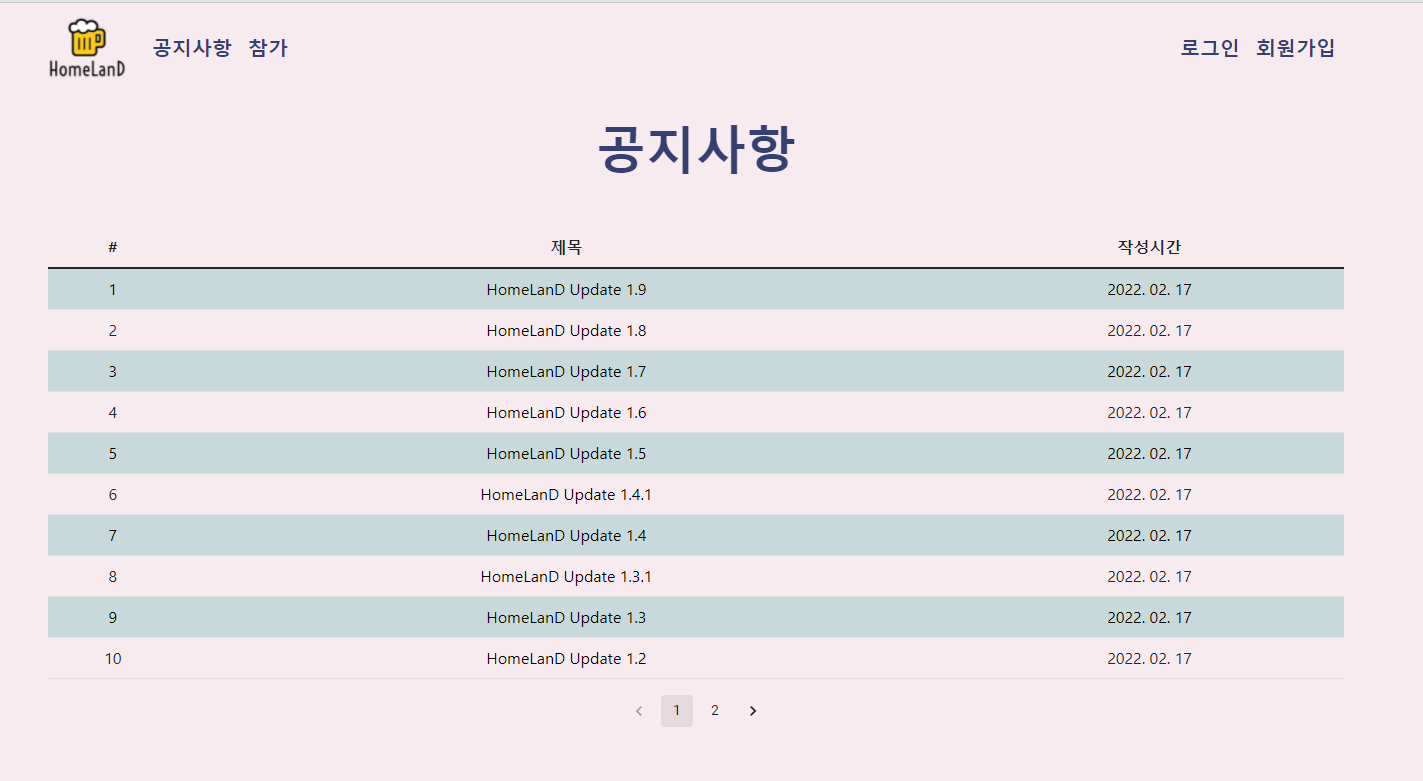 HomeLanD 공지사항 참가 로그인 회원가입
공지사항
# 제목 작성시간
1 HomeLanD Update 1.9 2022. 02. 17
2 HomeLanD Update 1.8 2022. 02. 17
3 HomeLanD Update 1.7 2022. 02. 17
4 HomeLanD Update 1.6 2022. 02. 17
5 HomeLanD Update 1.5 2022. 02. 17
6 HomeLanD Update 1.4.1 2022. 02. 17
7 HomeLanD Update 1.4 2022. 02. 17
8 HomeLanD Update 1.3.1 2022. 02. 17
9 HomeLanD Update 1.3 2022. 02. 17
10 HomeLanD Update 1.2 2022. 02. 17
‹ 1 2 ›